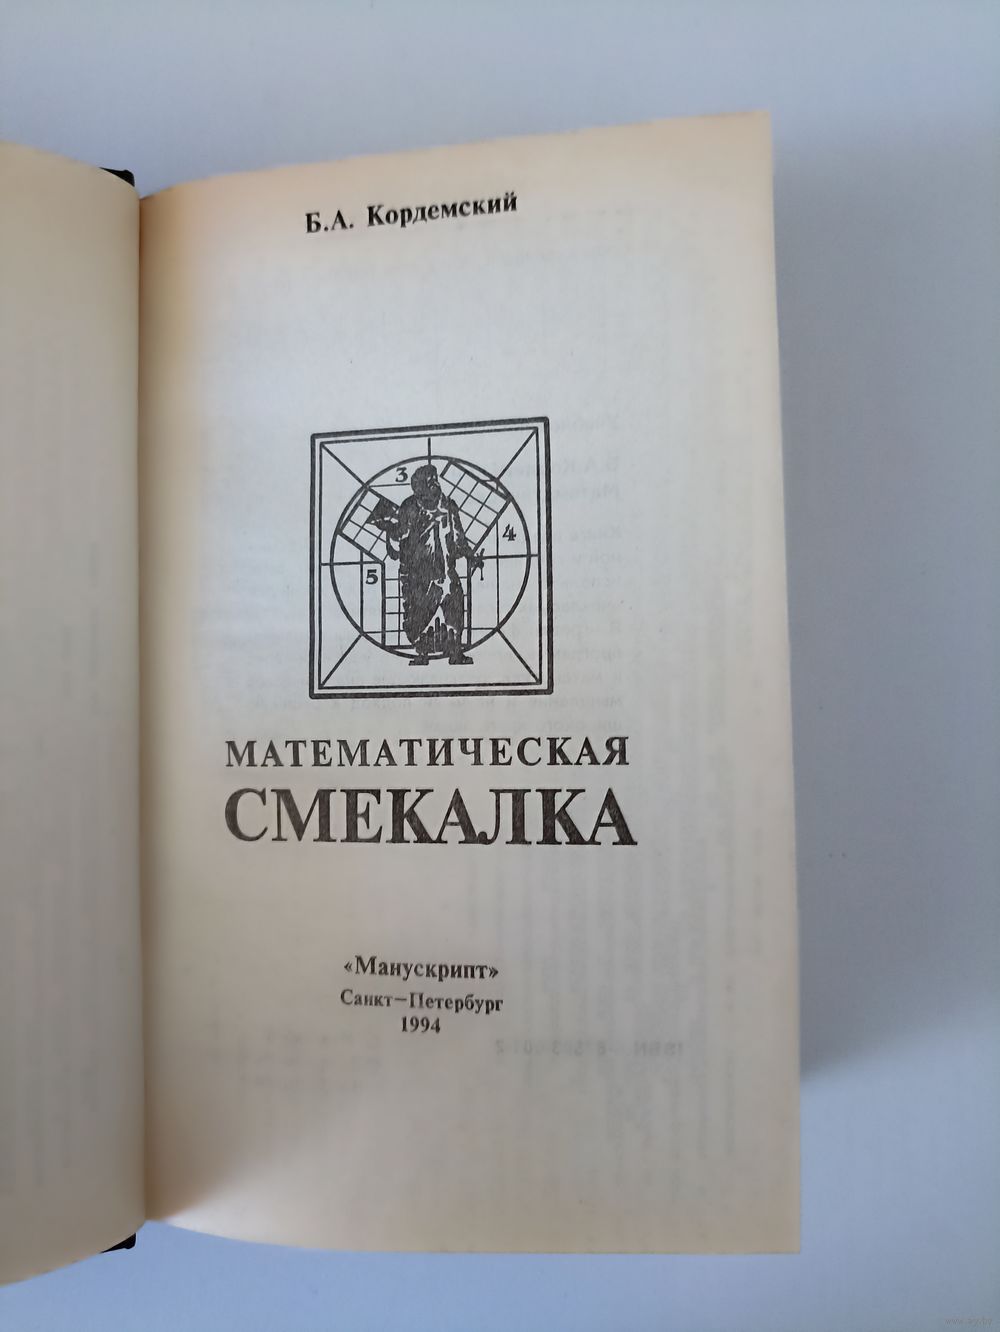 Б.А. Кордемский
3
4
5
МАТЕМАТИЧЕСКАЯ
СМЕКАЛКА
«Манускрипт»
Санкт-Петербург
1994